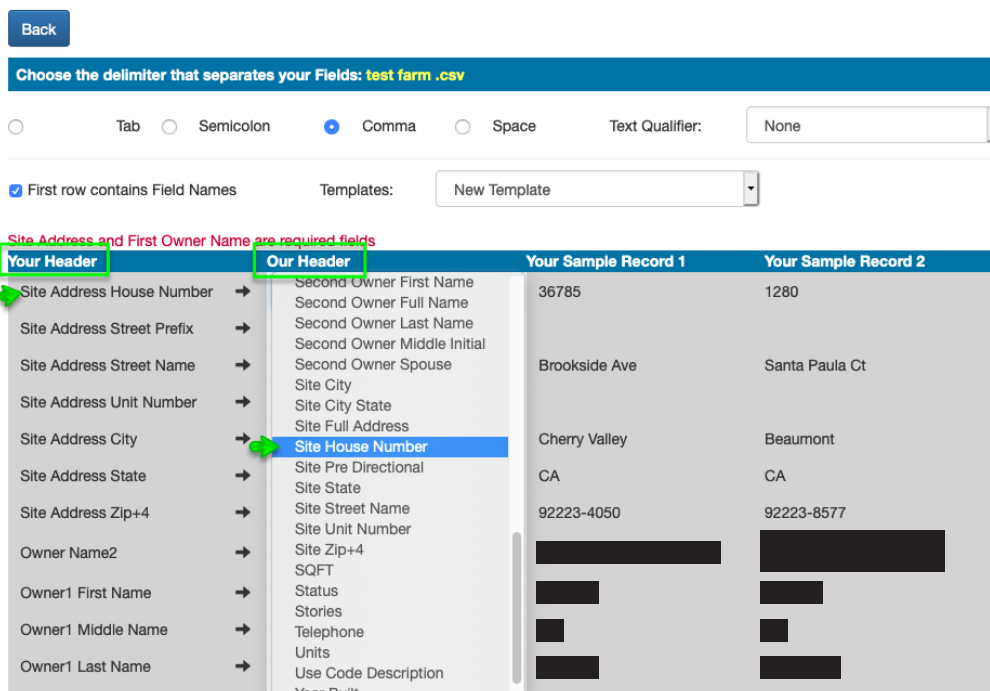 Back
Choose the delimiter that separates your Fields: test farm .csv
Tab Semicolon Comma Space Text Qualifier: None
First row contains Field Names Templates: New Template
Site Address and First Owner Name are required fields
Your Header Our Header Your Sample Record 1 Your Sample Record 2
Second Owner First Name
Site Address House Number 36785 1280
Second Owner Full Name
Second Owner Last Name
Site Address Street Prefix
Second Owner Middle Initial
Second Owner Spouse
Site Address Street Name Brookside Ave Santa Paula Ct
Site City
Site Address Unit Number
Site City State
Site Full Address
Site Address City Cherry Valley Beaumont
Site House Number
Site Pre Directional
Site Address State CA CA
Site State
Site Street Name
Site Address Zip+4 92223-4050 92223-8577
Site Unit Number
Site Zip+4
Owner Name2
SQFT
Status
Owner1 First Name
Stories
Owner1 Middle Name
Telephone
Units
Owner1 Last Name
Use Code Description
Year Built